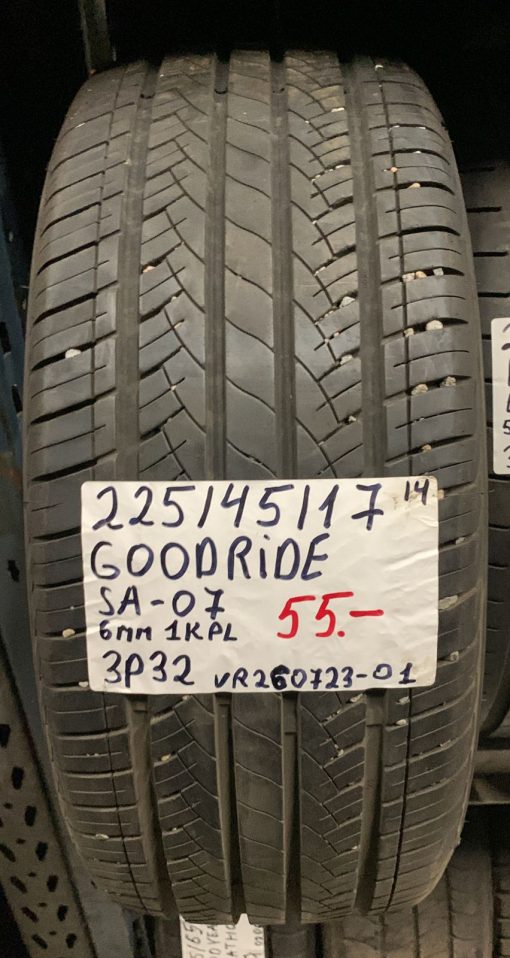 225/45/17 14
GOODRiDE
SA-07
6mm 1KPL 55.-
3P32 VR260723-01